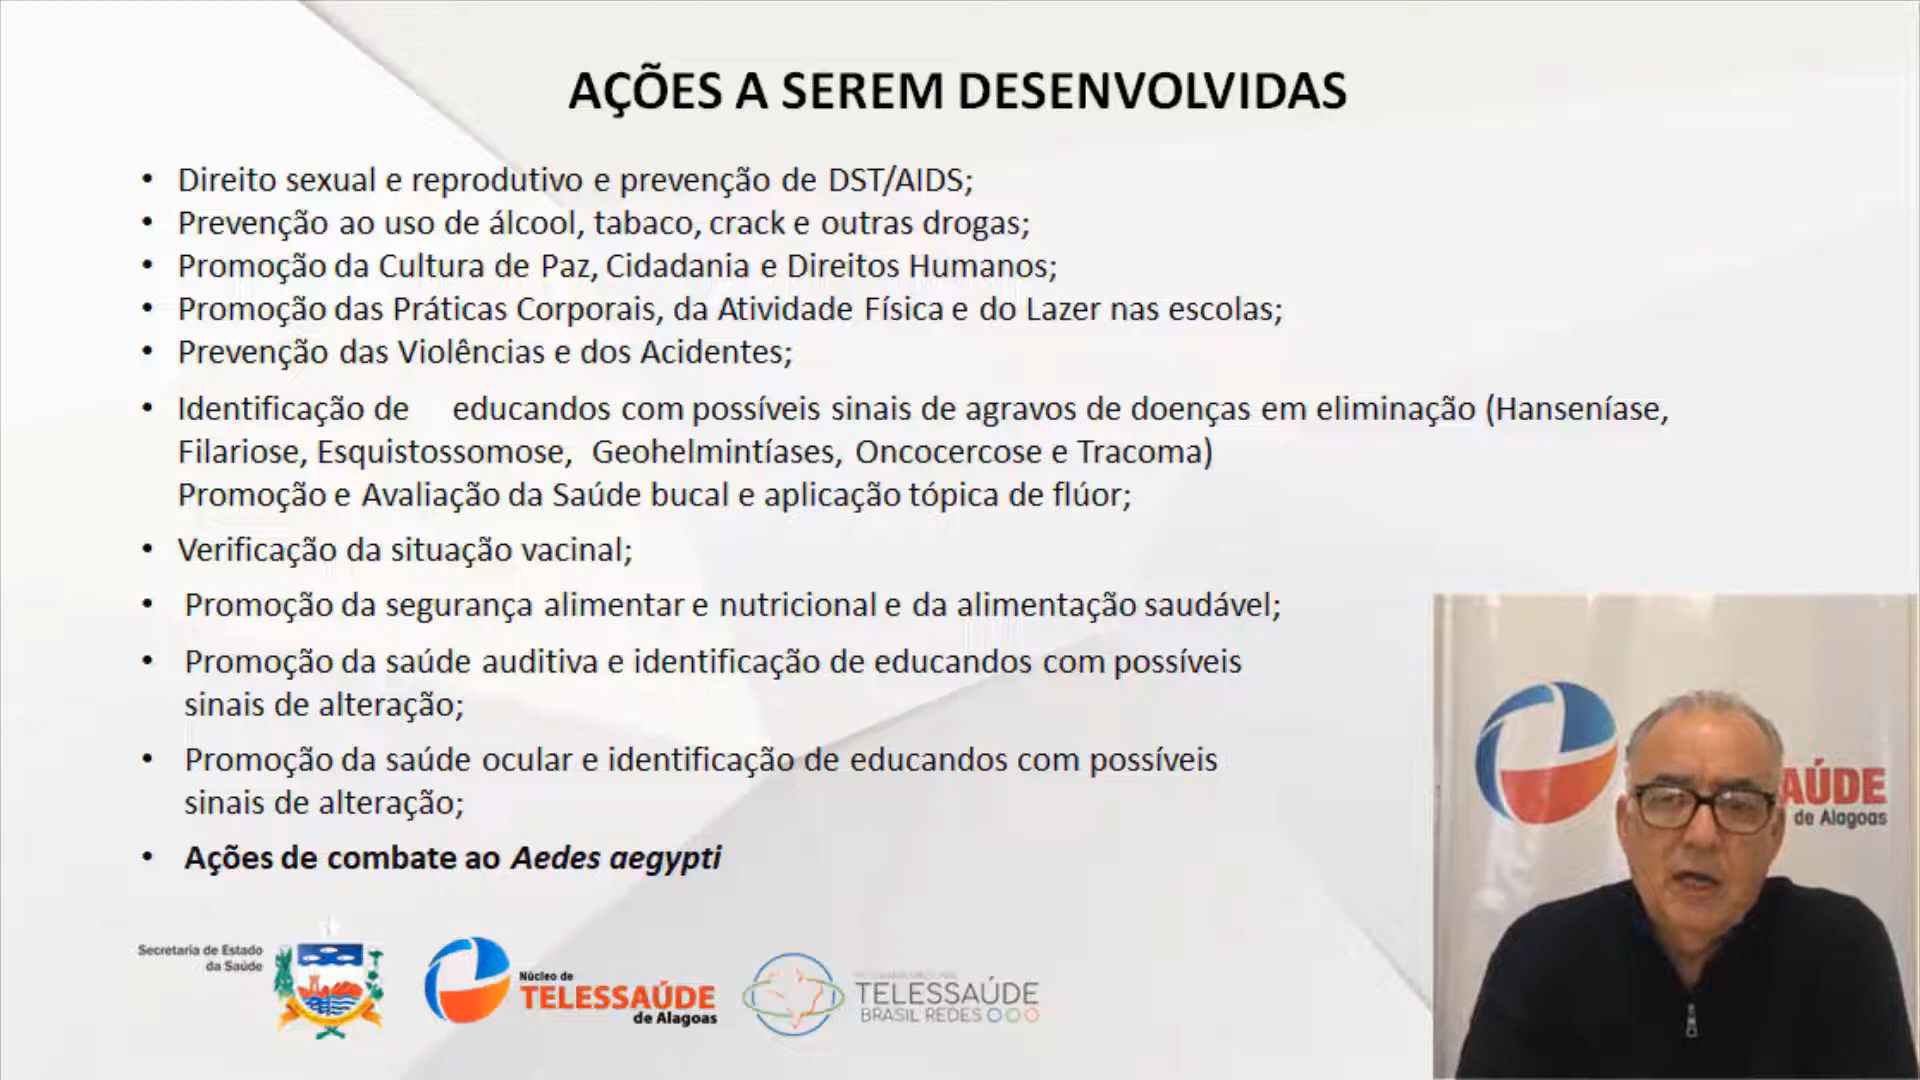 AÇÕES A SEREM DESENVOLVIDAS
• Direito sexual e reprodutivo e prevenção de DST/AIDS;
• Prevenção ao uso de álcool, tabaco, crack e outras drogas;
• Promoção da Cultura de Paz, Cidadania e Direitos Humanos;
• Promoção das Práticas Corporais, da Atividade Física e do Lazer nas escolas;
• Prevenção das Violências e dos Acidentes;
• Identificação de educandos com possíveis sinais de agravos de doenças em eliminação (Hanseníase,
Filariose, Esquistossomose, Geohelmintíases, Oncocercose e Tracoma)
Promoção e Avaliação da Saúde bucal e aplicação tópica de flúor;
• Verificação da situação vacinal;
• Promoção da segurança alimentar e nutricional e da alimentação saudável;
• Promoção da saúde auditiva e identificação de educandos com possíveis
sinais de alteração;
• Promoção da saúde ocular e identificação de educandos com possíveis
sinais de alteração;
• Ações de combate ao Aedes aegypti
Secretaria de Estado
da Saúde
Núcleo de
TELESSAÚDE
de Alagoas
PROGRAMA NACIONAL
TELESSAÚDE
BRASIL REDES
AÚDE
de Alagoas